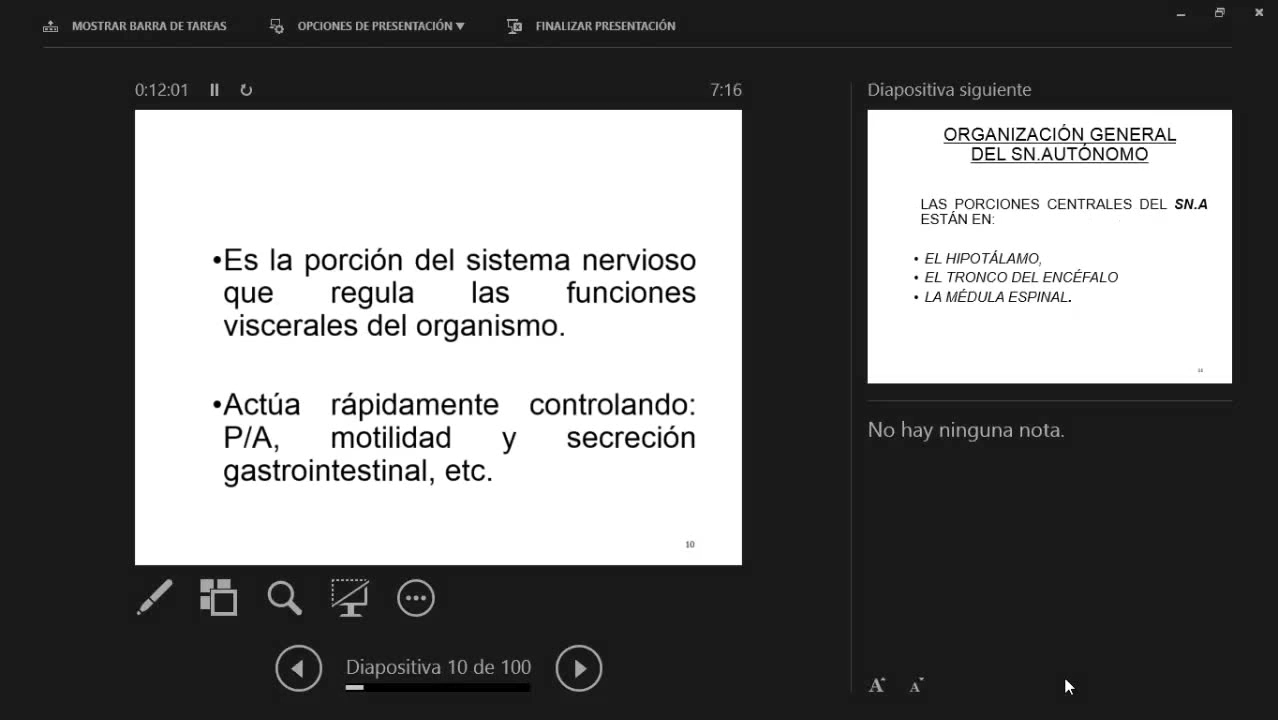 MOSTRAR BARRA DE TAREAS
OPCIONES DE PRESENTACIÓN ▼
FINALIZAR PRESENTACIÓN
0:12:01
7:16
•Es la porción del sistema nervioso
que regula las funciones
viscerales del organismo.
•Actúa rápidamente controlando:
P/A, motilidad y secreción
gastrointestinal, etc.
10
Diapositiva 10 de 100
Diapositiva siguiente
ORGANIZACIÓN GENERAL
DEL SN.AUTÓNOMO
LAS PORCIONES CENTRALES DEL SN.A
ESTÁN EN:
• EL HIPOTÁLAMO,
• EL TRONCO DEL ENCÉFALO
• LA MÉDULA ESPINAL.
11
No hay ninguna nota.
A A